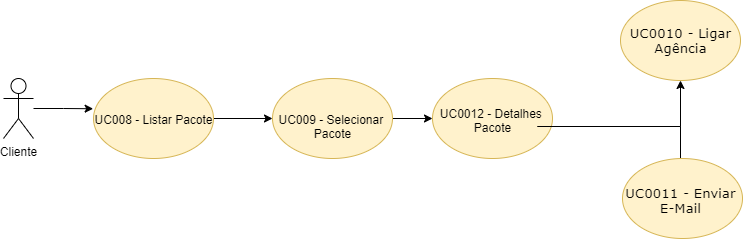 Cliente
UC008 - Listar Pacote
UC009 - Selecionar
Pacote
UC0012 - Detalhes
Pacote
UC0010 - Ligar
Agência
UC0011 - Enviar
E-Mail